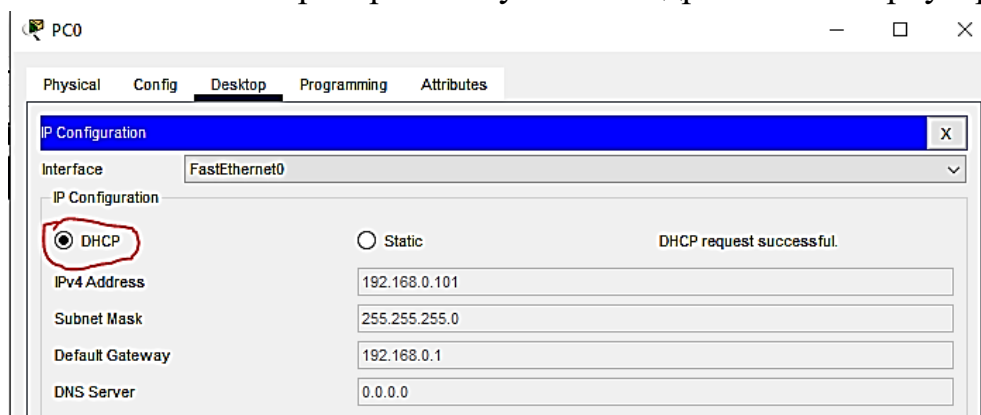 PC0
Physical Config Desktop Programming Attributes
IP Configuration X
Interface FastEthernet0
IP Configuration
DHCP Static DHCP request successful.
IPv4 Address 192.168.0.101
Subnet Mask 255.255.255.0
Default Gateway 192.168.0.1
DNS Server 0.0.0.0